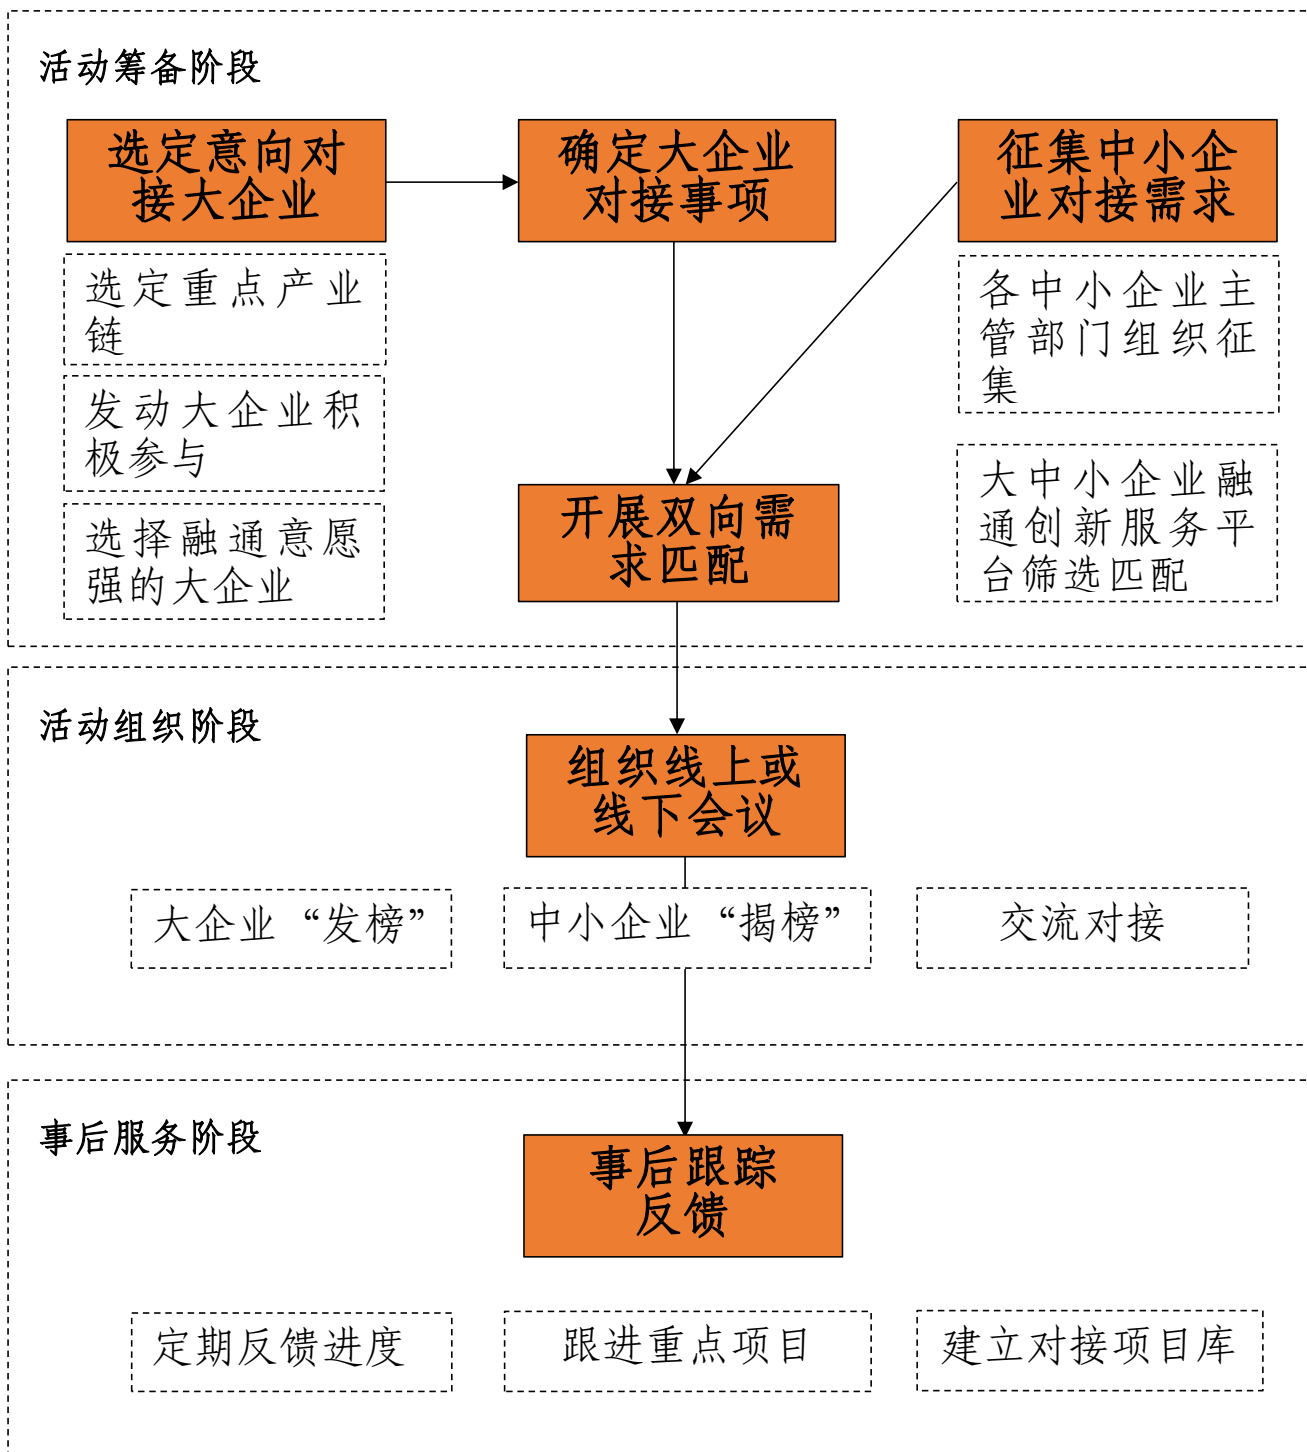 活动筹备阶段
选定意向对
接大企业
确定大企业
对接事项
征集中小企
业对接需求
选定重点产业
链
发动大企业积
极参与
选择融通意愿
强的大企业
各中小企业主
管部门组织征
集
大中小企业融
通创新服务平
台筛选匹配
开展双向需
求匹配
活动组织阶段
组织线上或
线下会议
大企业“发榜”
中小企业“揭榜”
交流对接
事后服务阶段
事后跟踪
反馈
定期反馈进度
跟进重点项目
建立对接项目库